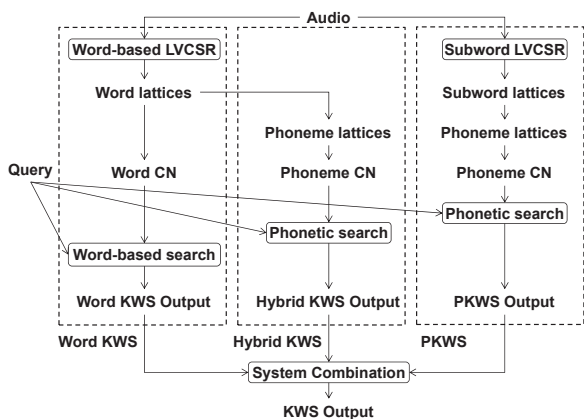 Audio
Word-based LVCSR
Subword LVCSR
Word lattices
Subword lattices
Phoneme lattices
Phoneme lattices
Query
Word CN
Phoneme CN
Phoneme CN
Phonetic search
Phonetic search
Word-based search
Word KWS Output
Hybrid KWS Output
PKWS Output
Word KWS
Hybrid KWS
PKWS
System Combination
KWS Output